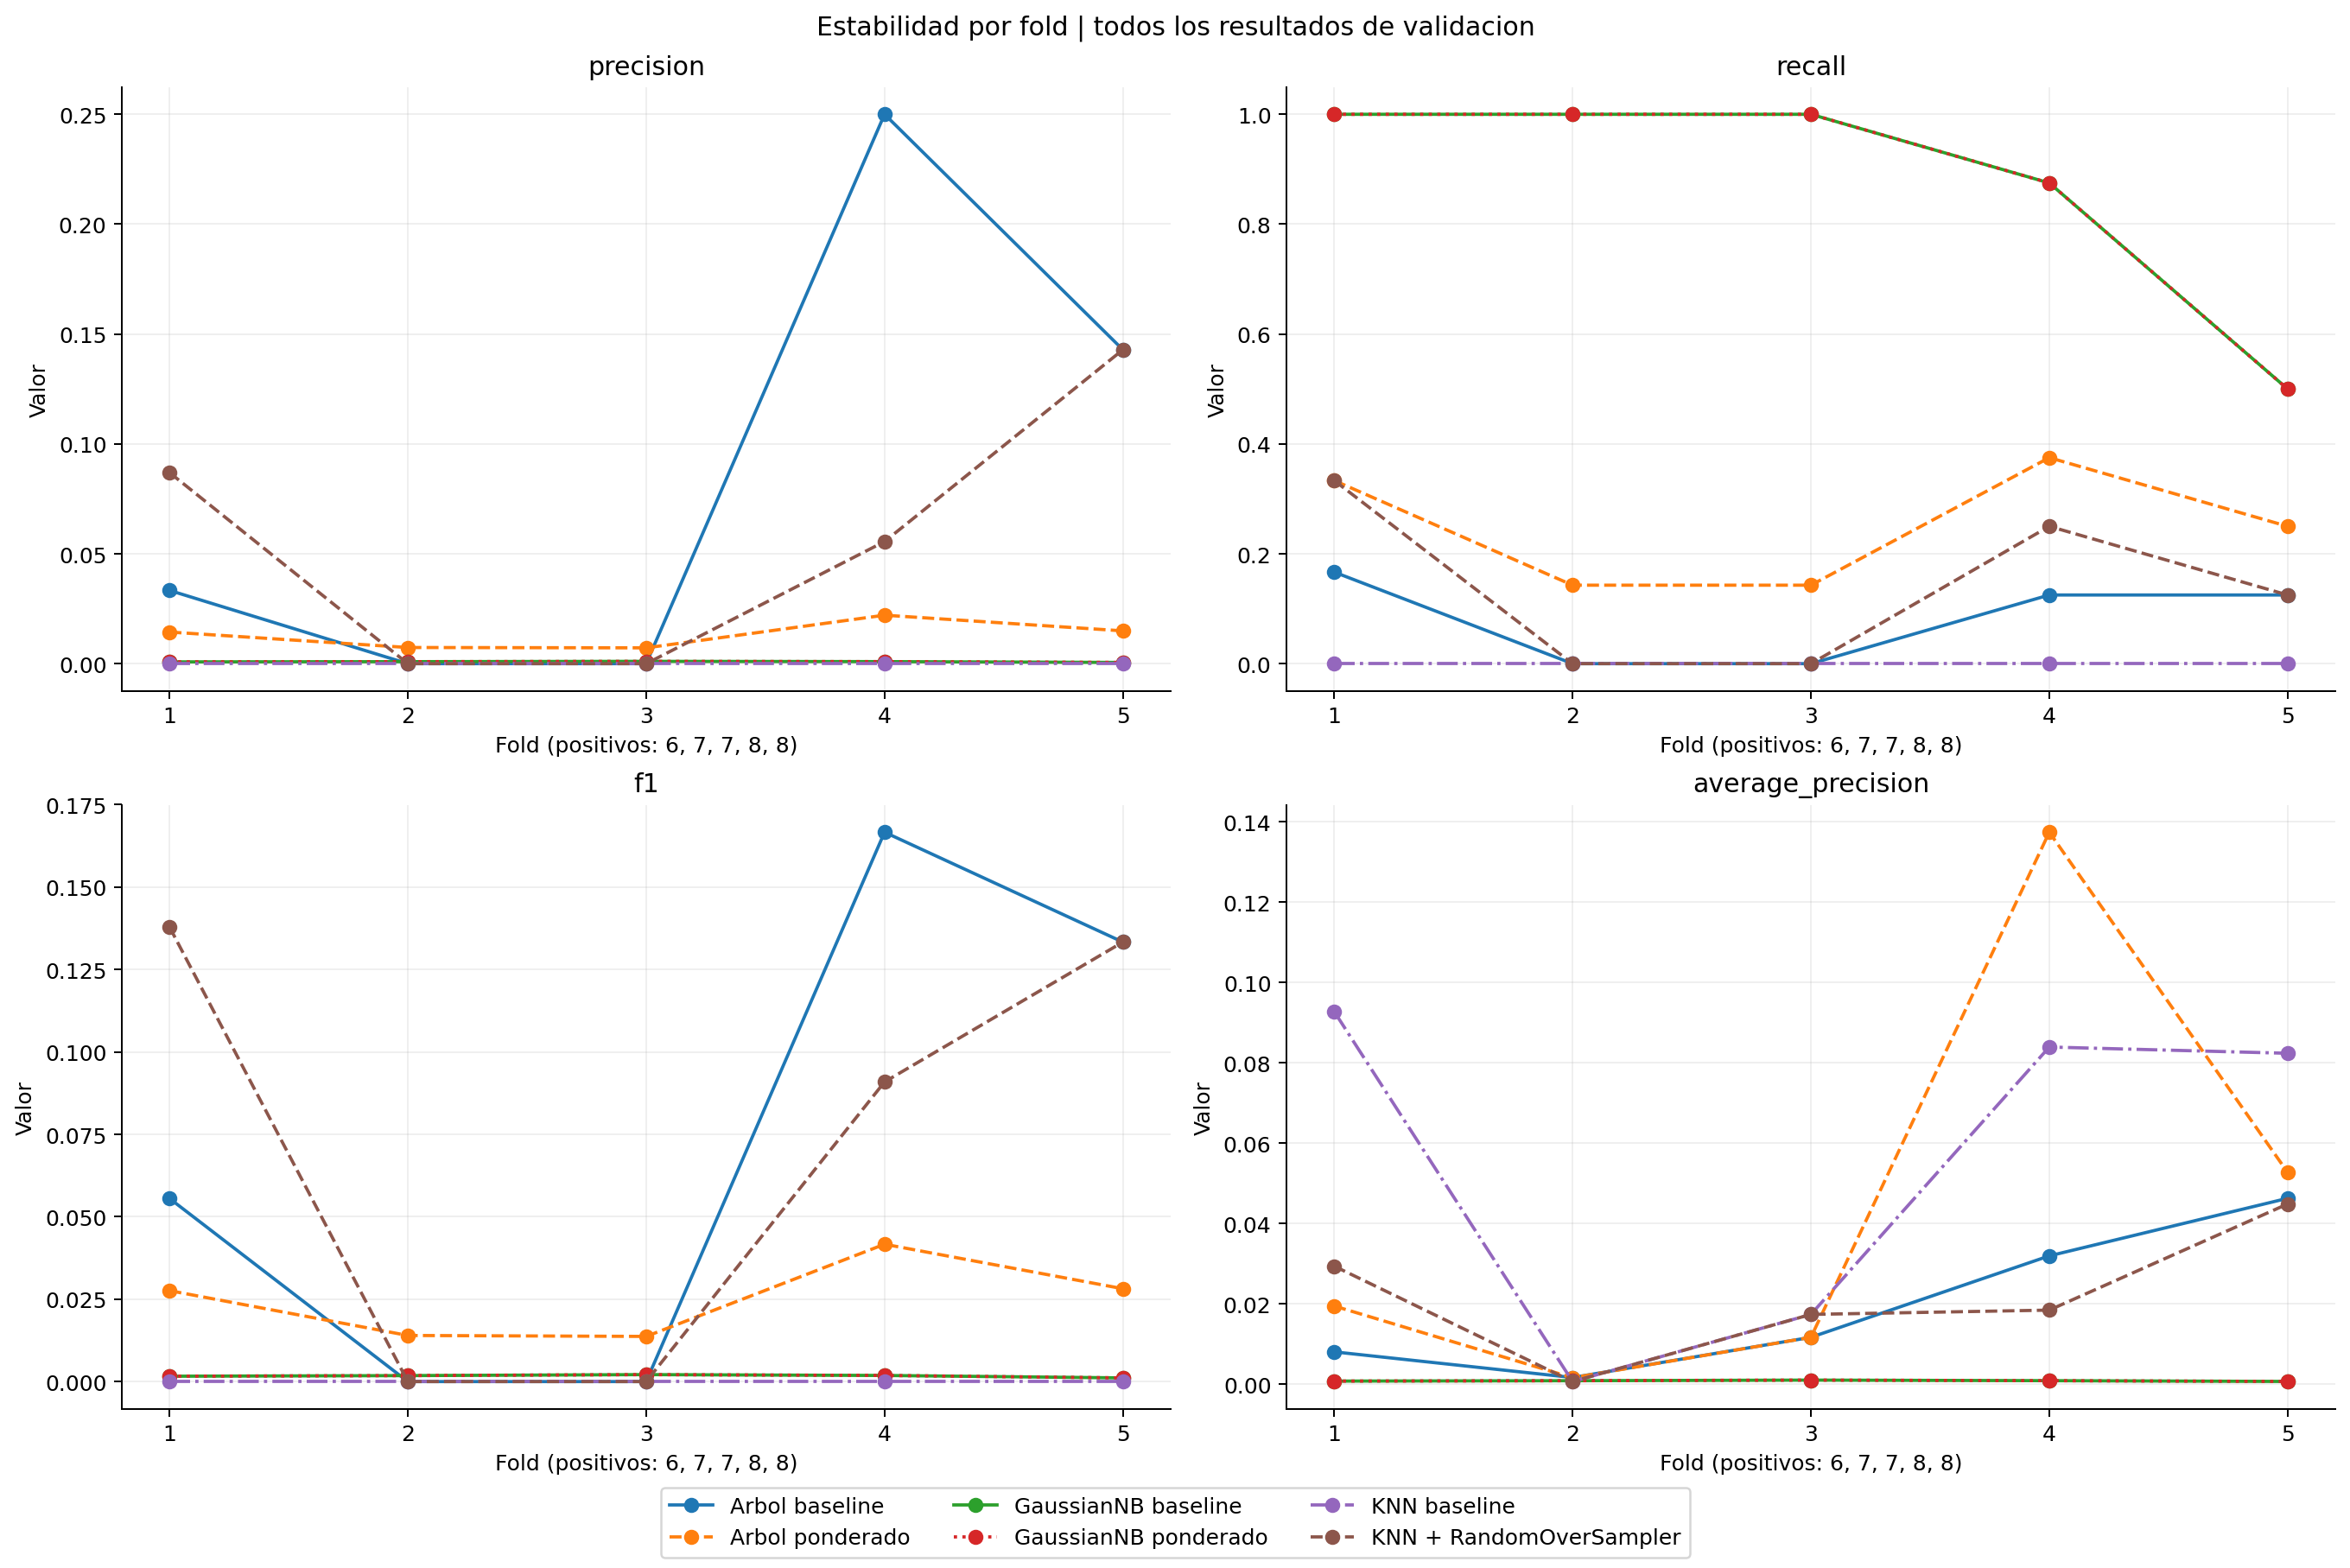 Estabilidad por fold | todos los resultados de validacion
precision
0.25
0.20
0.15
0.10
0.05
0.00
Valor
1 2 3 4 5
Fold (positivos: 6, 7, 7, 8, 8)
recall
1.0
0.8
0.6
0.4
0.2
0.0
Valor
1 2 3 4 5
Fold (positivos: 6, 7, 7, 8, 8)
f1
0.175
0.150
0.125
0.100
0.075
0.050
0.025
0.000
Valor
1 2 3 4 5
Fold (positivos: 6, 7, 7, 8, 8)
average_precision
0.14
0.12
0.10
0.08
0.06
0.04
0.02
0.00
Valor
1 2 3 4 5
Fold (positivos: 6, 7, 7, 8, 8)
Arbol baseline
Arbol ponderado
GaussianNB baseline
GaussianNB ponderado
KNN baseline
KNN + RandomOverSampler